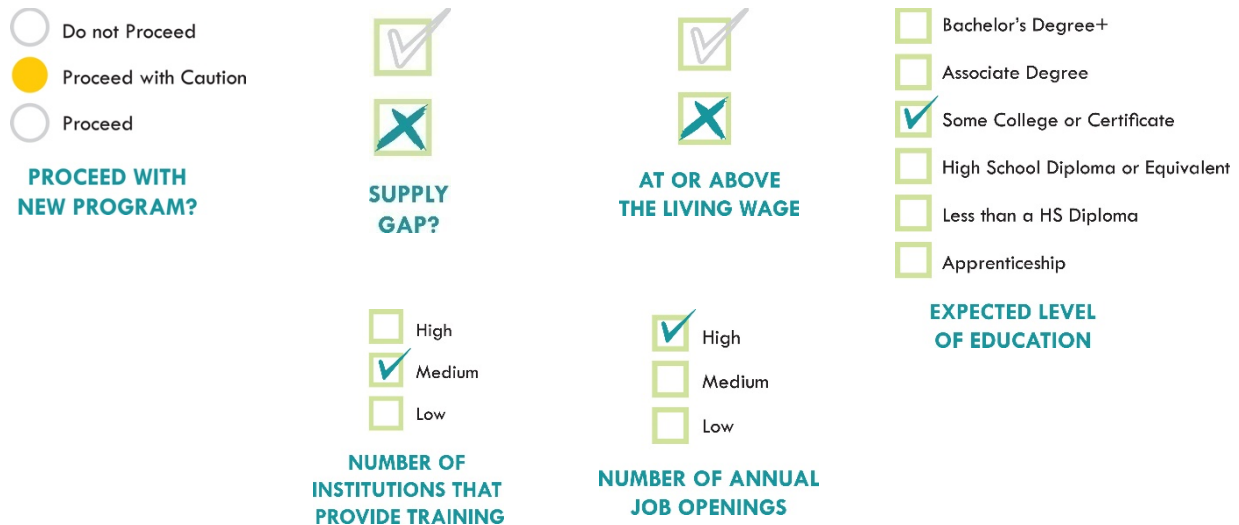 Do not Proceed
Proceed with Caution
Proceed
PROCEED WITH
NEW PROGRAM?
SUPPLY
GAP?
AT OR ABOVE
THE LIVING WAGE
Bachelor's Degree+
Associate Degree
Some College or Certificate
High School Diploma or Equivalent
Less than a HS Diploma
Apprenticeship
EXPECTED LEVEL
OF EDUCATION
High
Medium
Low
NUMBER OF
INSTITUTIONS THAT
PROVIDE TRAINING
High
Medium
Low
NUMBER OF ANNUAL
JOB OPENINGS